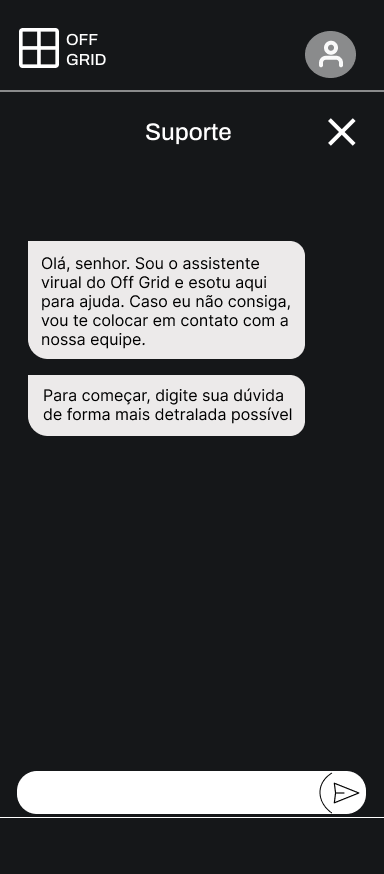 OFF
GRID
Suporte
Olá, senhor. Sou o assistente
virual do Off Grid e esotu aqui
para ajuda. Caso eu não consiga,
vou te colocar em contato com a
nossa equipe.
Para começar, digite sua dúvida
de forma mais detralada possível